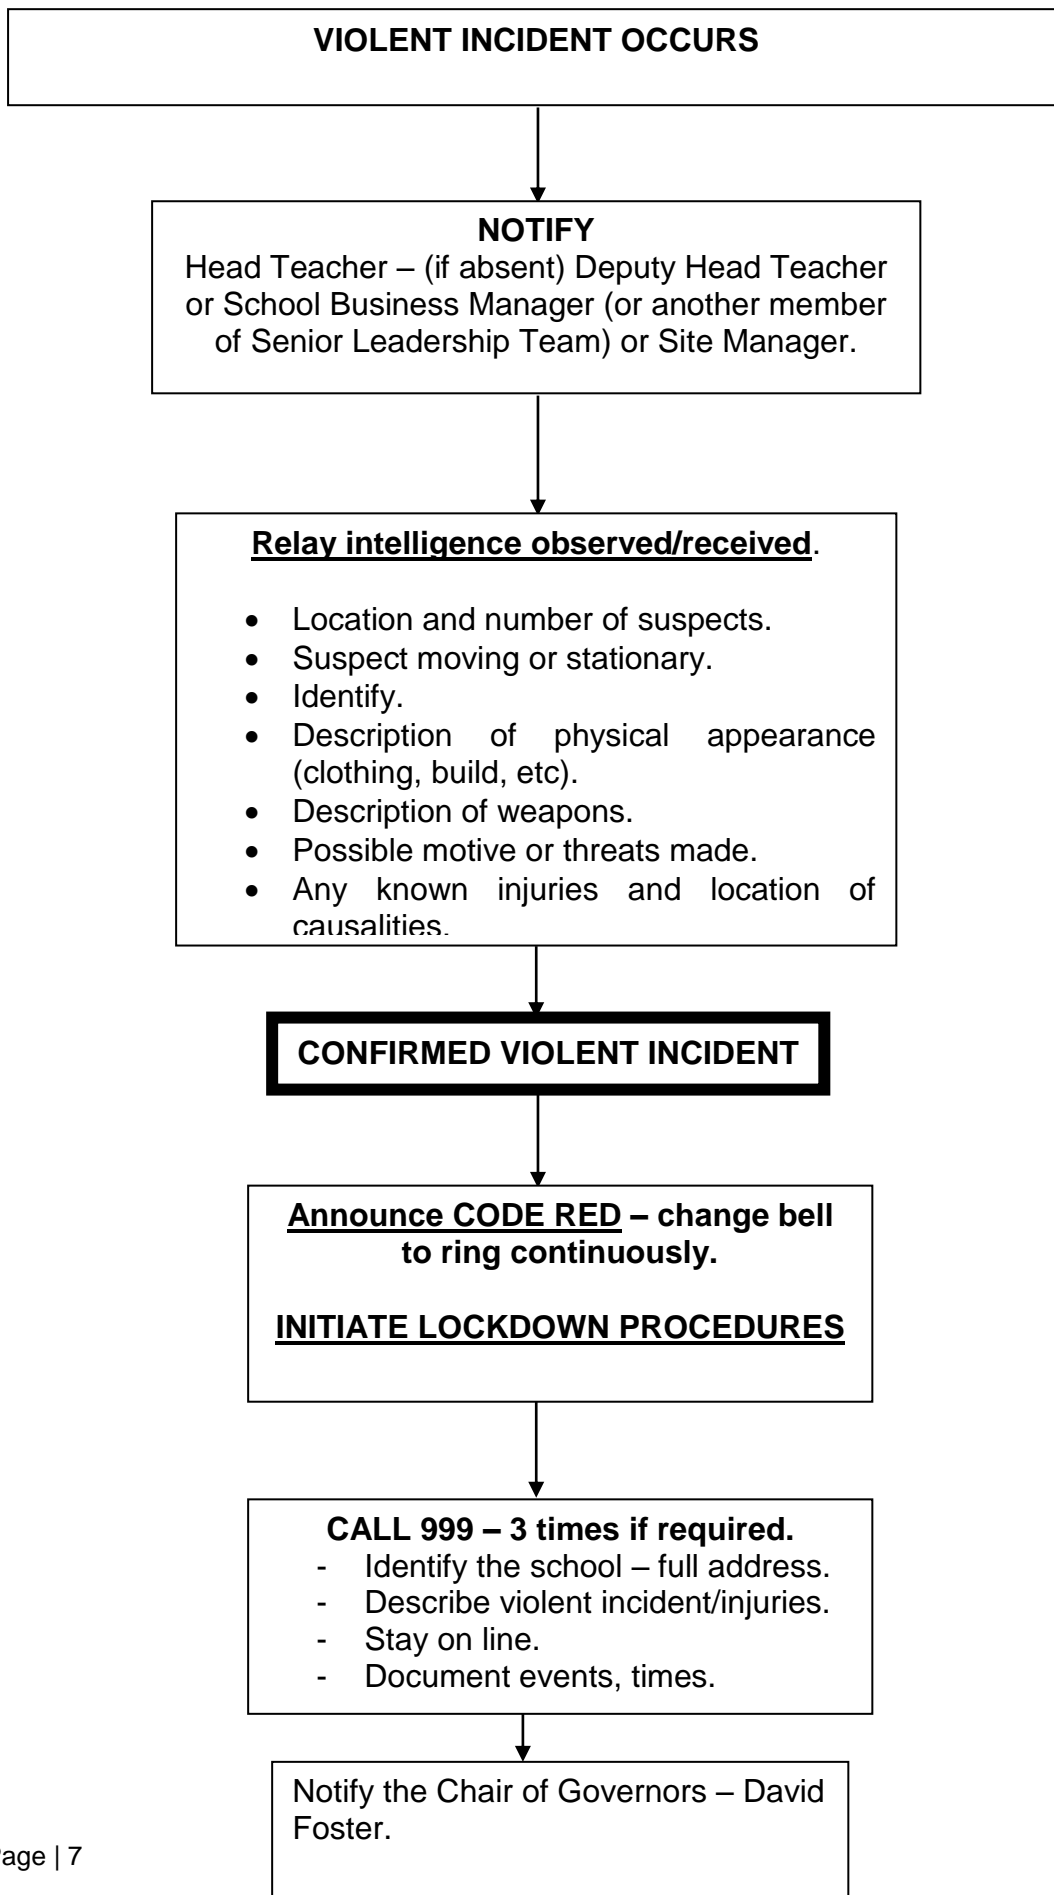 VIOLENT INCIDENT OCCURS
NOTIFY
Head Teacher – (if absent) Deputy Head Teacher
or School Business Manager (or another member
of Senior Leadership Team) or Site Manager.
Relay intelligence observed/received.
• Location and number of suspects.
• Suspect moving or stationary.
• Identify.
• Description of physical appearance
(clothing, build, etc).
• Description of weapons.
• Possible motive or threats made.
• Any known injuries and location of
causalities.
CONFIRMED VIOLENT INCIDENT
Announce CODE RED – change bell
to ring continuously.
INITIATE LOCKDOWN PROCEDURES
CALL 999 – 3 times if required.
- Identify the school – full address.
- Describe violent incident/injuries.
- Stay on line.
- Document events, times.
Notify the Chair of Governors – David
Foster.
age | 7